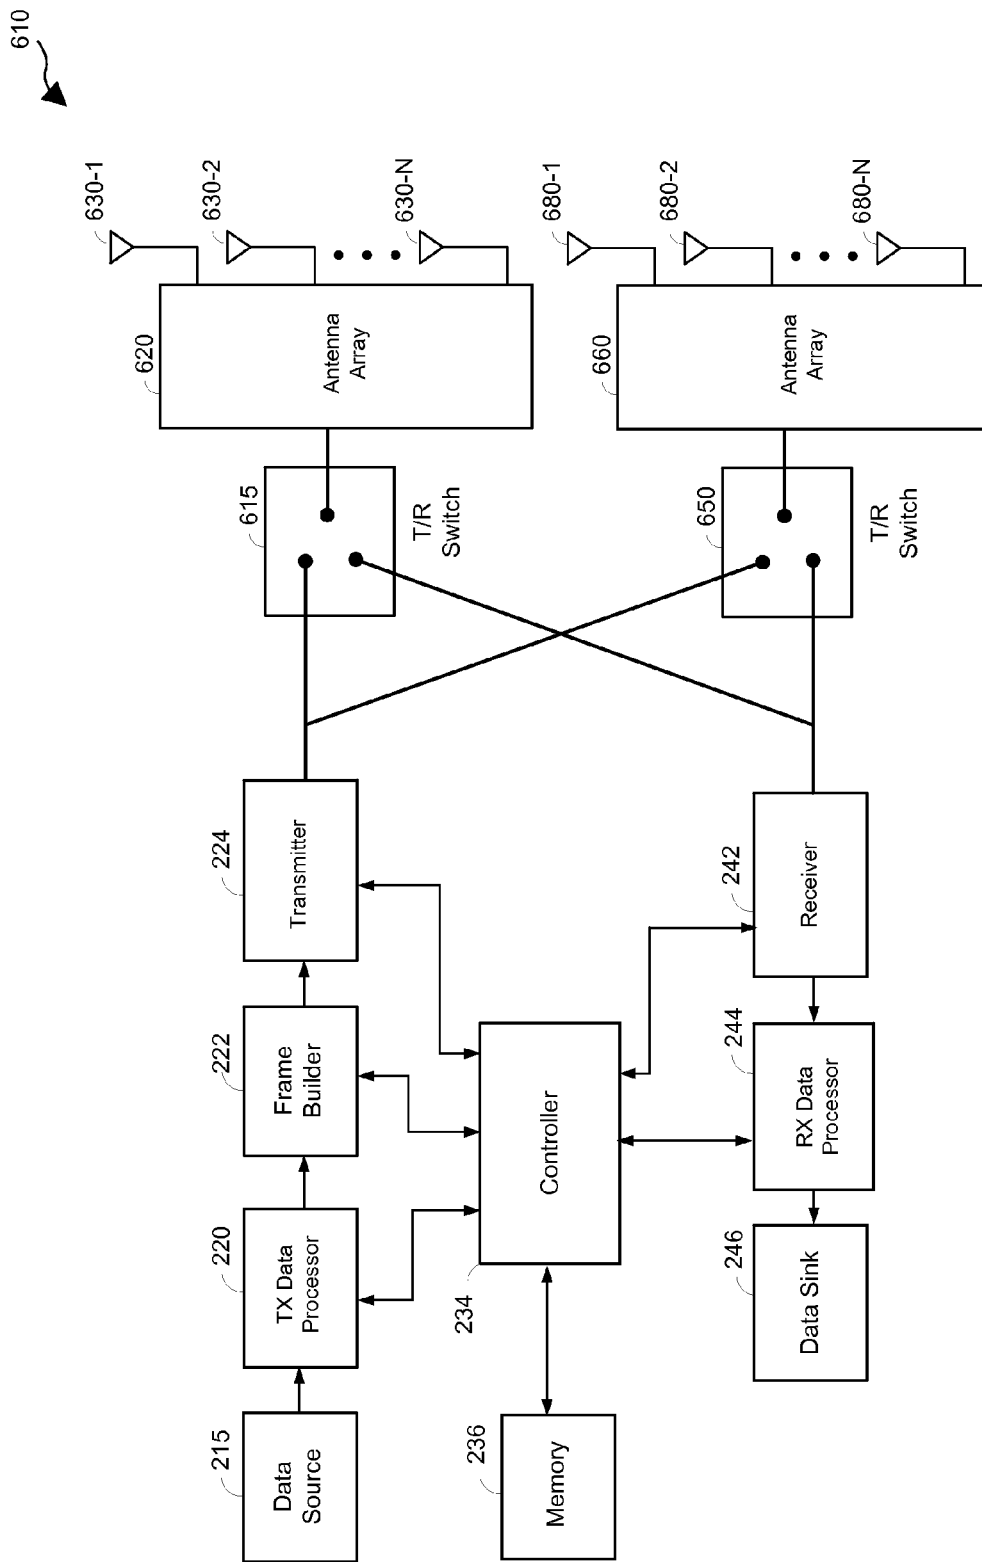 610
630-1
630-2
630-N
680-1
680-2
680-N
620
Antenna
Array
660
Antenna
Array
615
T/R
Switch
650
T/R
Switch
224
Transmitter
242
Receiver
222
Frame
Builder
244
RX Data
Processor
234
Controller
220
TX Data
Processor
246
Data Sink
215
Data
Source
236
Memory